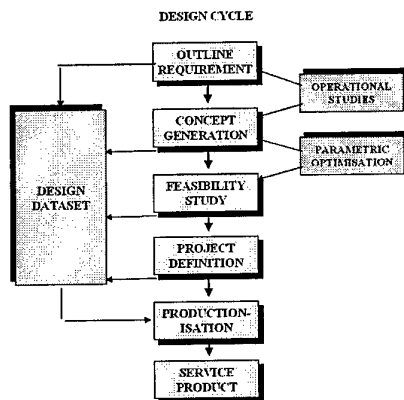 DESIGN CYCLE
OUTLINE
REQUIREMENT
OPERATIONAL
STUDIES
CONCEPT
GENERATION
PARAMETRIC
OPTIMISATION
DESIGN
DATASET
FEASIBILITY
STUDY
PROJECT
DEFINITION
PRODUCTION-
ISATION
SERVICE
PRODUCT